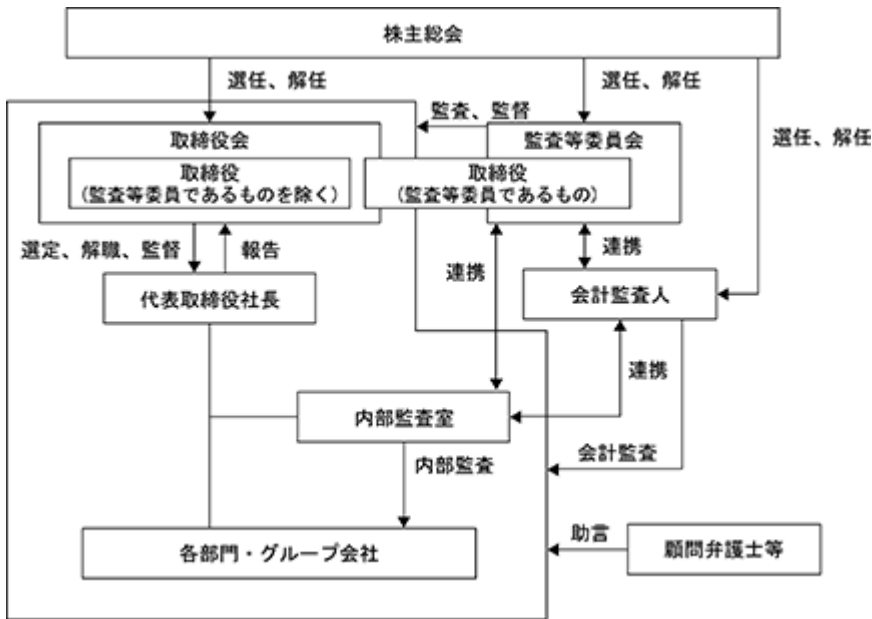 株主総会
選任、解任
選任、解任
選任、解任
監査、監督
取締役会
取締役
（監査等委員であるものを除く）
監査等委員会
取締役
（監査等委員であるもの）
選定、解職、監督
報告
連携
連携
代表取締役社長
会計監査人
連携
内部監査室
内部監査
会計監査
各部門・グループ会社
助言
顧問弁護士等